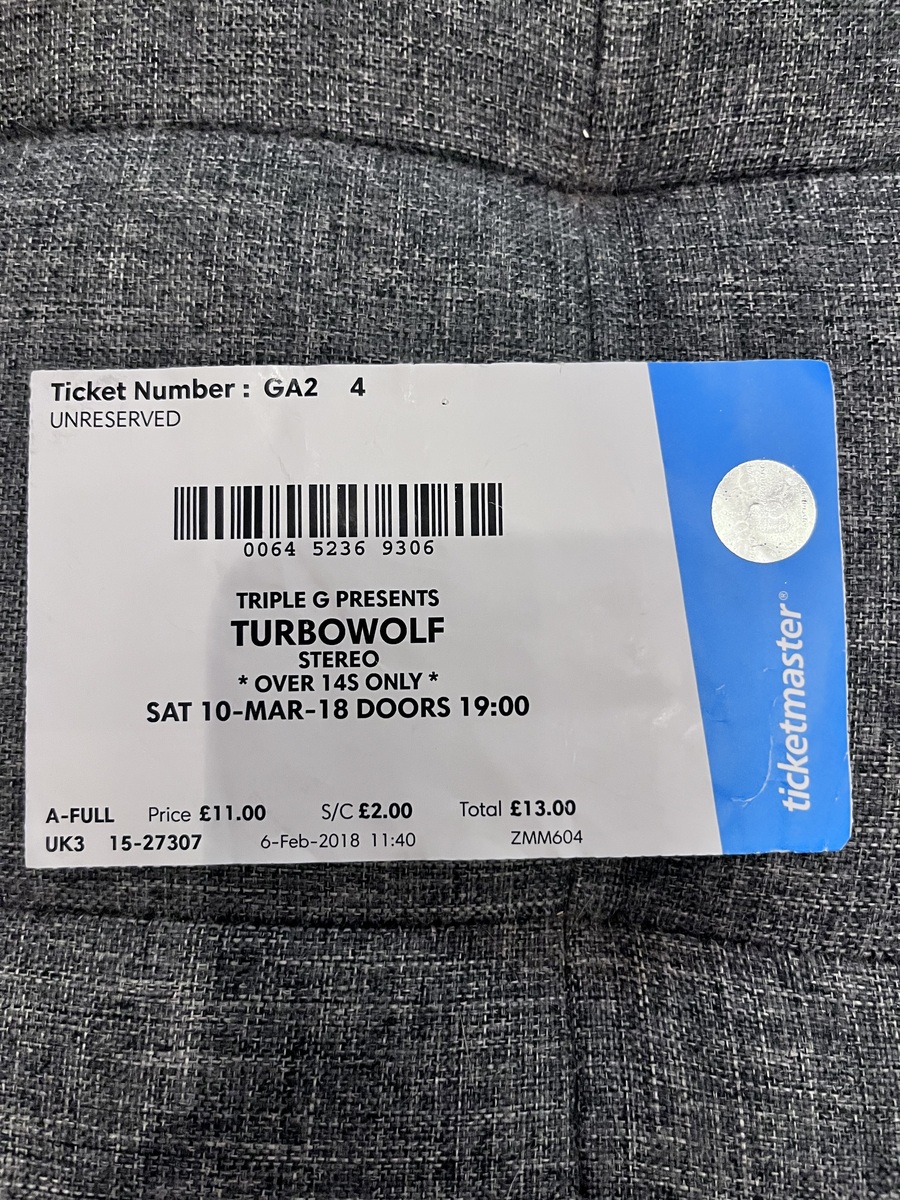 Ticket Number : GA2 4
UNRESERVED
0064 5236 9306
TRIPLE G PRESENTS
TURBOWOLF
STEREO
* OVER 14S ONLY *
SAT 10-MAR-18 DOORS 19:00
A-FULL Price £11.00 S/C £2.00 Total £13.00
UK3 15-27307 6-Feb-2018 11:40 ZMM604
ticketmaster®